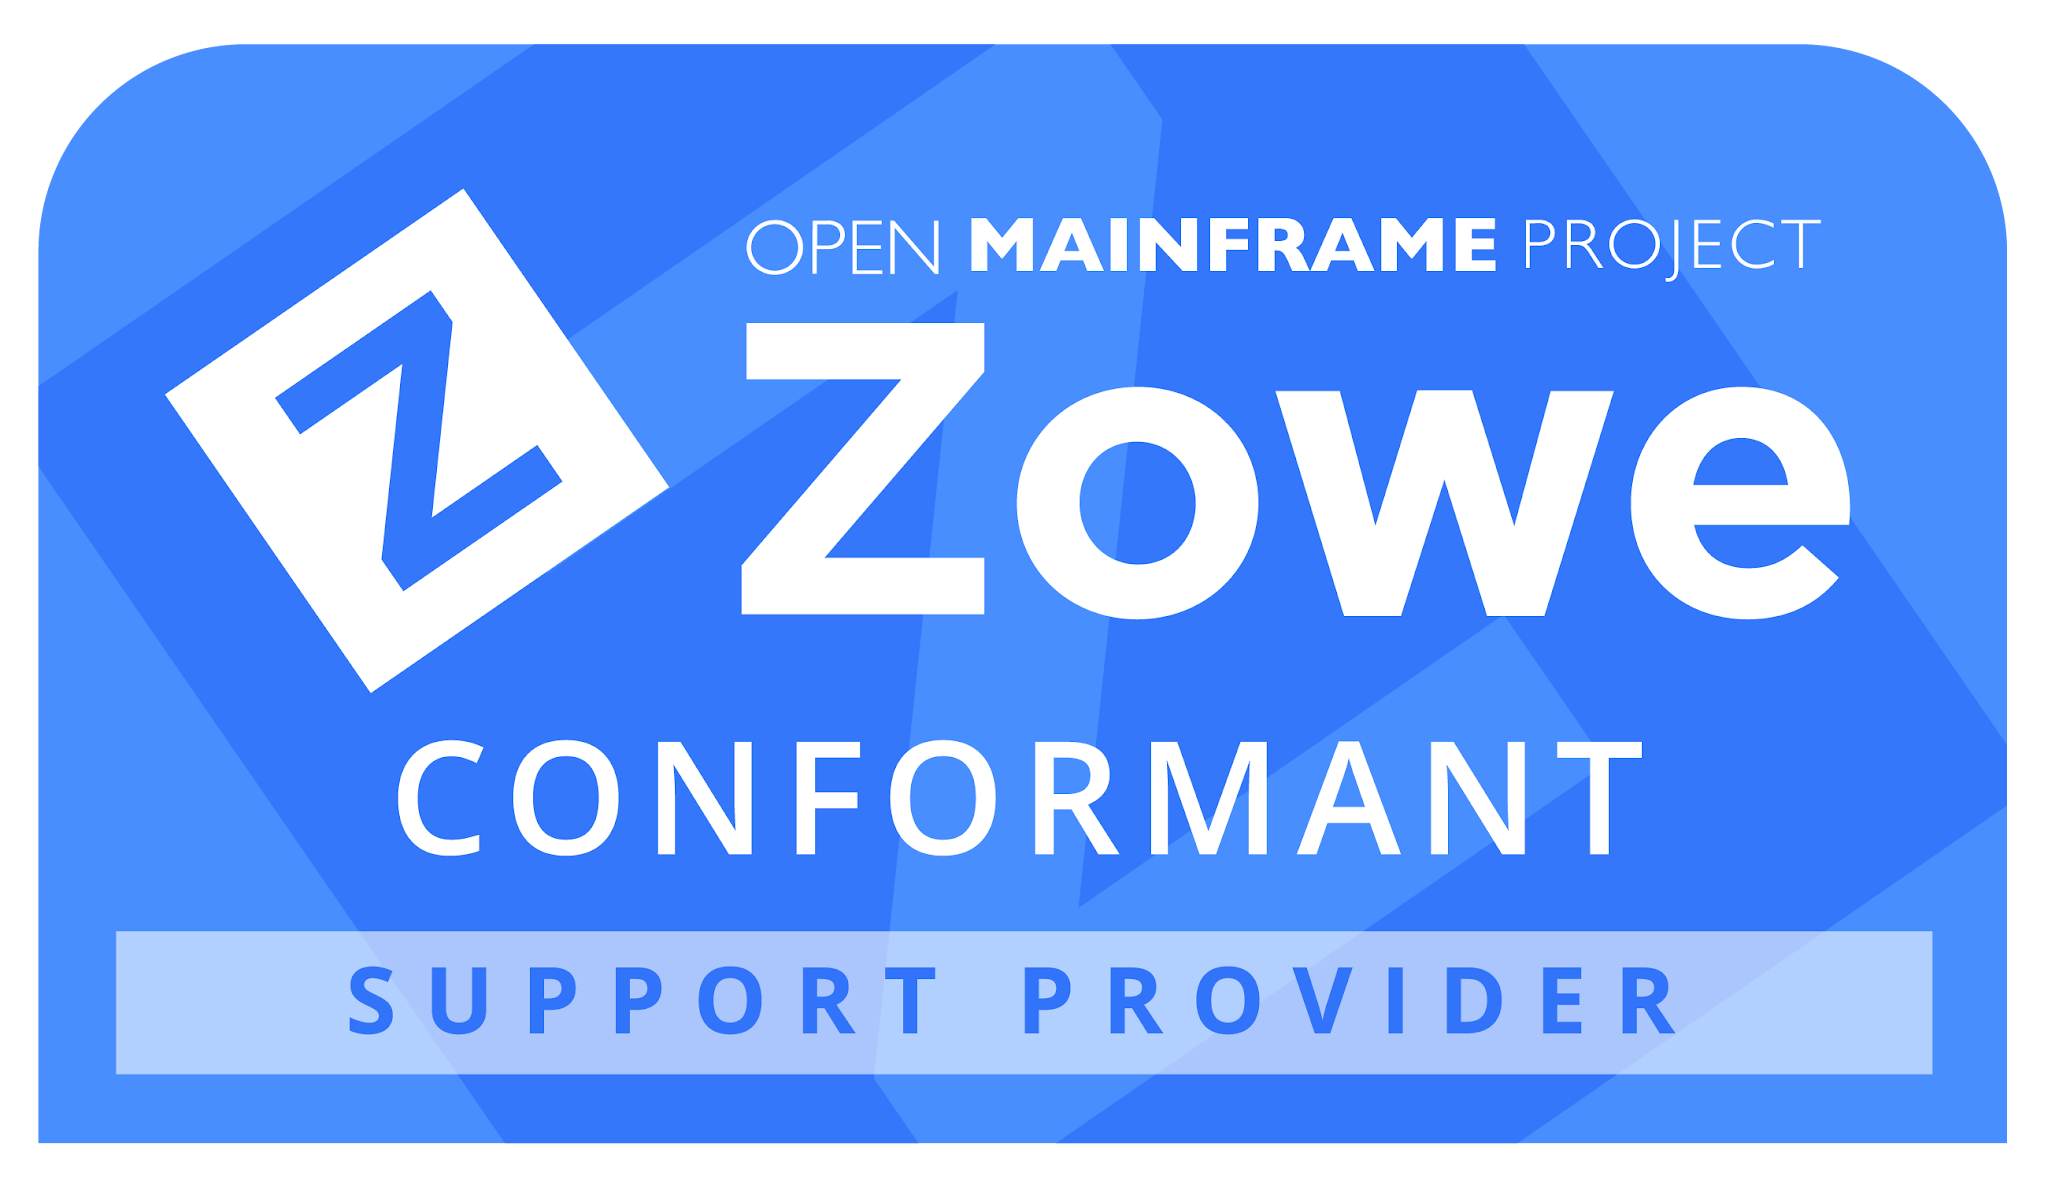 OPEN MAINFRAME PROJECT
Z Zowe
CONFORMANT
SUPPORT PROVIDER